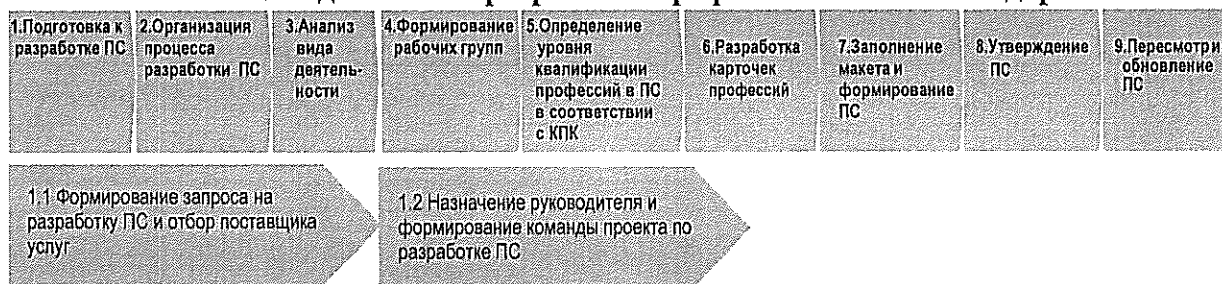 1.Подготовка к
разработке ПС
2.Организация
процесса
разработки ПС
3.Анализ
вида
деятель-
ности
4.Формирование
рабочих групп
5.Определение
уровня
квалификации
профессий в ПС
в соответствии
с КПК
6.Разработка
карточек
профессий
7.Заполнение
макета и
формирование
ПС
8.Утверждение
ПС
9.Пересмотр и
обновление
ПС
1.1 Формирование запроса на
разработку ПС и отбор поставщика
услуг
1.2 Назначение руководителя и
формирование команды проекта по
разработке ПС